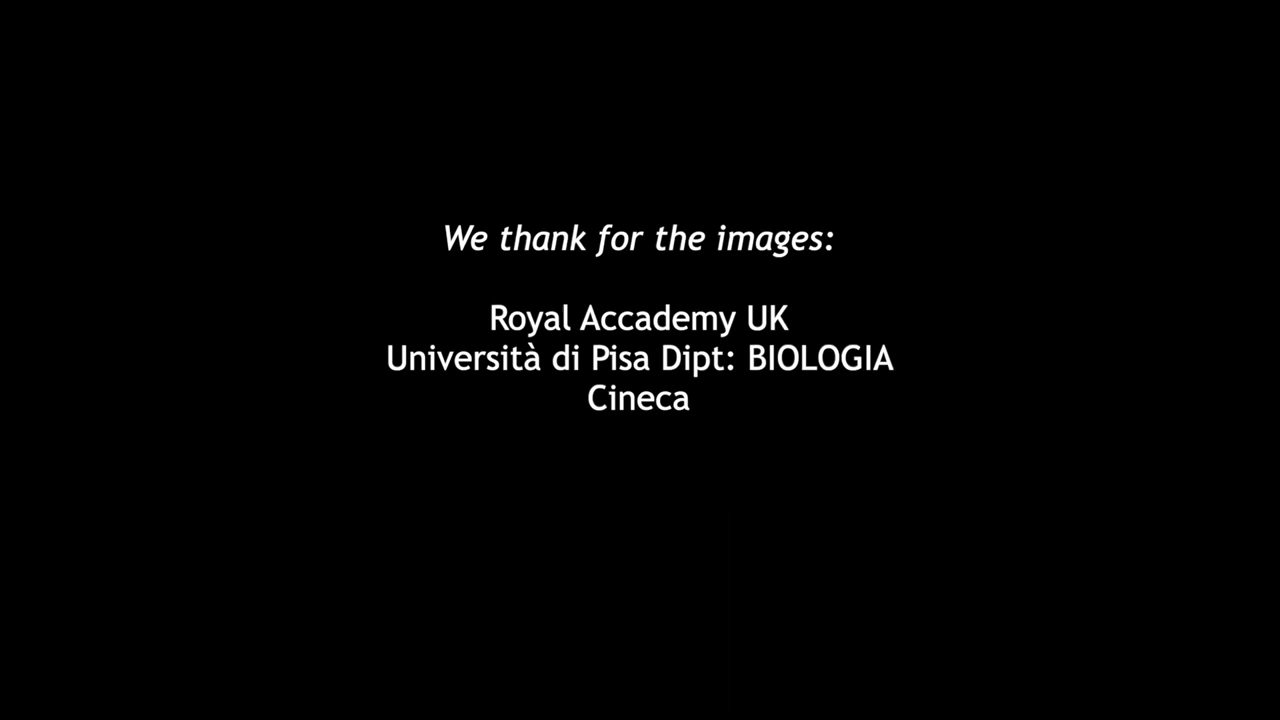 We thank for the images:
Royal Accademy UK
Università di Pisa Dipt: BIOLOGIA
Cineca